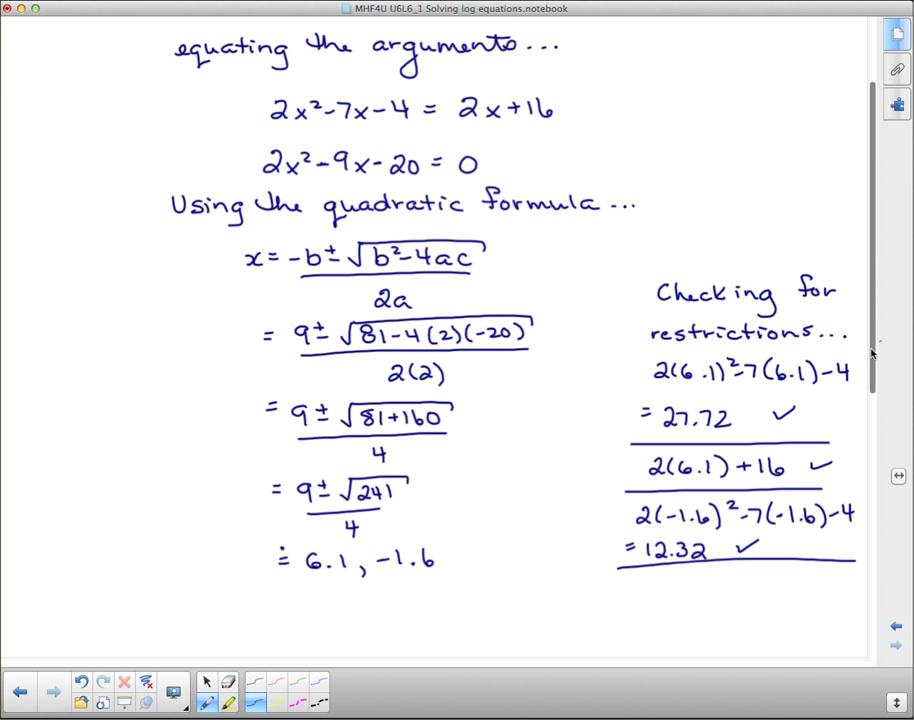 MHF4U U6L6_1 Solving log equations.notebook
equating the arguments...
2x²-7x-4 = 2x+16
2x²-9x-20 = 0
Using the quadratic formula...
x = -b ± √(b²-4ac) / 2a
= 9 ± √(81-4(2)(-20)) / 2(2)
= 9 ± √(81+160) / 4
= 9 ± √241 / 4
≐ 6.1, -1.6
Checking for
restrictions...
2(6.1)²-7(6.1)-4
= 27.72 ✓
2(6.1)+16 ✓
2(-1.6)²-7(-1.6)-4
= 12.32 ✓